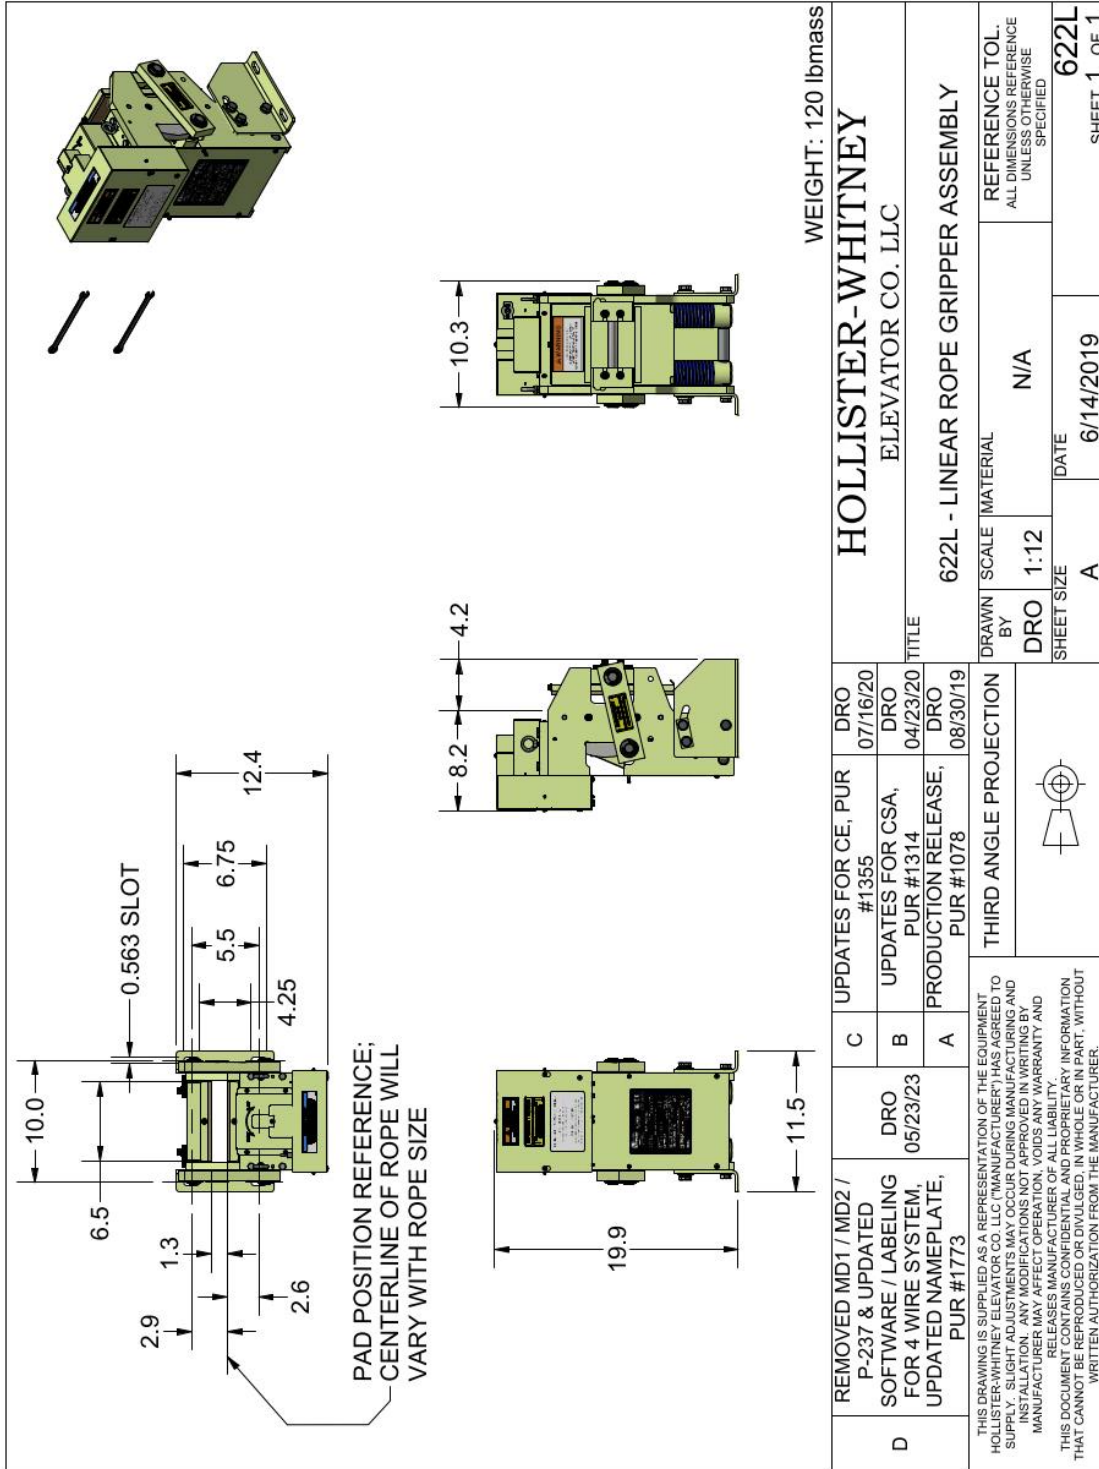 10.0
6.5
0.563 SLOT
1.3
2.9
2.6
4.25
5.5
6.75
12.4
PAD POSITION REFERENCE;
CENTERLINE OF ROPE WILL
VARY WITH ROPE SIZE
19.9
11.5
8.2
4.2
10.3
WEIGHT: 120 lbmass
D
REMOVED MD1 / MD2 /
P-237 & UPDATED
SOFTWARE / LABELING
FOR 4 WIRE SYSTEM,
UPDATED NAMEPLATE,
PUR #1773
DRO
05/23/23
C
UPDATES FOR CE, PUR
#1355
DRO
07/16/20
B
UPDATES FOR CSA,
PUR #1314
DRO
04/23/20
A
PRODUCTION RELEASE,
PUR #1078
DRO
08/30/19
HOLLISTER-WHITNEY
ELEVATOR CO. LLC
TITLE
622L - LINEAR ROPE GRIPPER ASSEMBLY
THIS DRAWING IS SUPPLIED AS A REPRESENTATION OF THE EQUIPMENT
HOLLISTER-WHITNEY ELEVATOR CO. LLC ("MANUFACTURER") HAS AGREED TO
SUPPLY. SLIGHT ADJUSTMENTS MAY OCCUR DURING MANUFACTURING AND
INSTALLATION. ANY MODIFICATIONS NOT APPROVED IN WRITING BY
MANUFACTURER MAY AFFECT OPERATION, VOIDS ANY WARRANTY AND
RELEASES MANUFACTURER OF ALL LIABILITY.
THIS DOCUMENT CONTAINS CONFIDENTIAL AND PROPRIETARY INFORMATION
THAT CANNOT BE REPRODUCED OR DIVULGED, IN WHOLE OR IN PART, WITHOUT
WRITTEN AUTHORIZATION FROM THE MANUFACTURER.
THIRD ANGLE PROJECTION
DRAWN
BY
DRO
SCALE
1:12
MATERIAL
N/A
REFERENCE TOL.
ALL DIMENSIONS REFERENCE
UNLESS OTHERWISE
SPECIFIED
SHEET SIZE
A
DATE
6/14/2019
622L
SHEET 1 OF 1